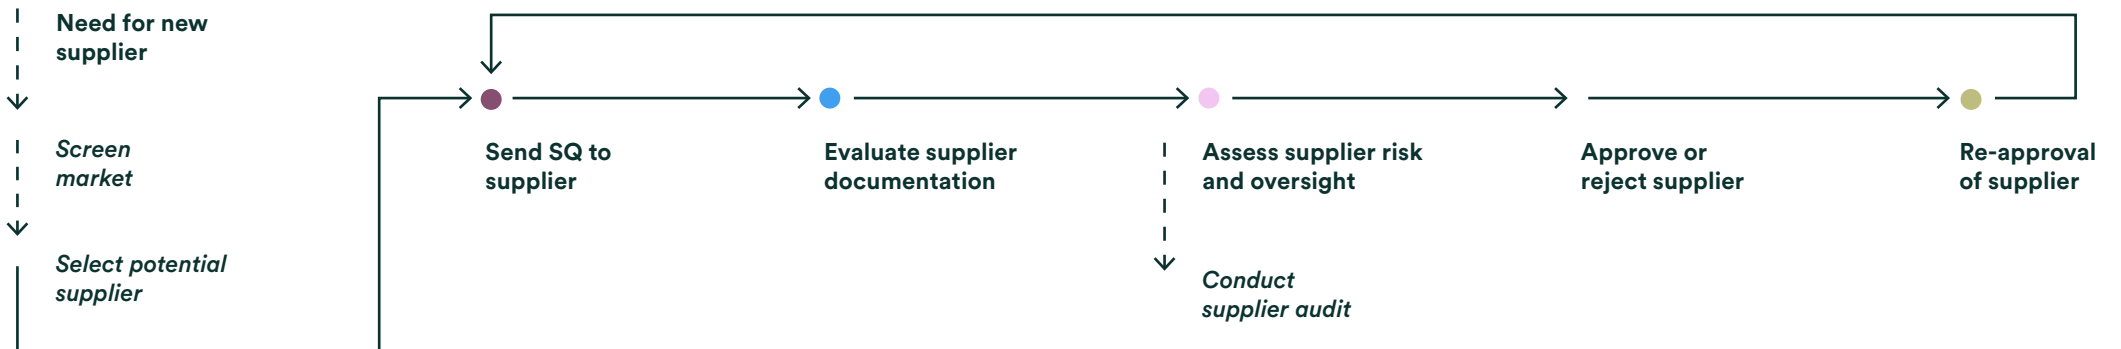 Need for new
supplier
Screen
market
Select potential
supplier
Send SQ to
supplier
Evaluate supplier
documentation
Assess supplier risk
and oversight
Conduct
supplier audit
Approve or
reject supplier
Re-approval
of supplier